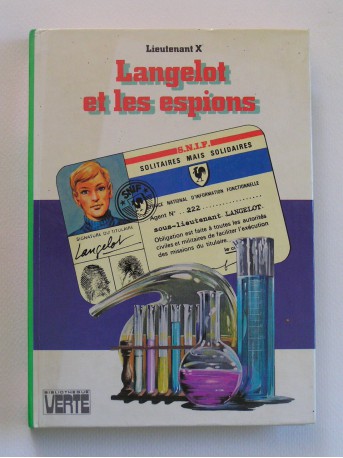 Lieutenant X
Langelot
et les espions
S.N.I.F.
SOLITAIRES MAIS SOLIDAIRES
SERVICE NATIONAL D'INFORMATION FONCTIONNELLE
Agent N° .. 222
sous-lieutenant LANGELOT.
Obligation est faite à toutes les autorités
civiles et militaires de faciliter l'exécution
des missions du titulaire.
SNIF
SIGNATURE DU TITULAIRE
Langelot
BIBLIOTHEQUE
VERTE